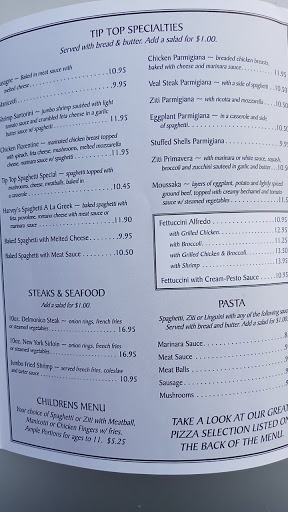 TIP TOP SPECIALTIES
Served with bread & butter. Add a salad for $1.00.
Lasagne ~ Baked in meat sauce with
melted cheese 10.95
Manicotti 9.95
Shrimp Santorini ~ Jumbo shrimp sautéed with light
tomato sauce and crumbled feta cheese in a garlic
butter sauce w/ spaghetti 11.95
Chicken Florentine ~ marinated chicken breast topped
with spinach, feta cheese, mushrooms, melted mozzarella
cheese, marinara sauce w/ spaghetti 11.95
Tip Top Spaghetti Special ~ spaghetti topped with
mushrooms, cheese, meatballs, baked in
a casserole 10.45
Harvey's Spaghetti A La Greek ~ baked spaghetti with
feta, provolone, romano cheese with meat sauce or
marinara sauce 11.90
Baked Spaghetti with Melted Cheese 9.95
Baked Spaghetti with Meat Sauce 10.50
STEAKS & SEAFOOD
Add a salad for $1.00
10oz. Delmonico Steak ~ onion rings, french fries
or steamed vegetables 16.95
10oz. New York Sirloin ~ onion rings, french fries
or steamed vegetables 16.95
Jumbo Fried Shrimp ~ served french fries, coleslaw
and tartar sauce 10.95
CHILDRENS MENU
Your choice of Spaghetti or Ziti with Meatball,
Manicotti or Chicken Fingers w/ fries.
Ample Portions for ages to 11. $5.25
Chicken Parmigiana ~ breaded chicken breasts,
baked with cheese and marinara sauce 11.95
Veal Steak Parmigiana ~ with a side of spaghetti
Ziti Parmigiana ~ with ricotta and mozzarella
Eggplant Parmigiana ~ in a casserole and side
of spaghetti
Stuffed Shells Parmigiana
Ziti Primavera ~ with marinara or white sauce, squash,
broccoli and zucchini sauteed in garlic and butter
Moussaka ~ layers of eggplant, potato and lightly spiced
ground beef, topped with creamy bechamel and tomato
sauce w/ steamed vegetables
Fettuccini Alfredo 10.95
with Grilled Chicken 12.95
with Broccoli 11.25
with Grilled Chicken & Broccoli 13.50
with Shrimp 13.95
Fettuccini with Cream-Pesto Sauce 10.95
PASTA
Spaghetti, Ziti or Linguini with any of the following sauces
Served with bread and butter. Add a salad for $1.00
Marinara Sauce
Meat Sauce
Meat Balls
Sausage
Mushrooms
TAKE A LOOK AT OUR GREAT
PIZZA SELECTION LISTED ON
THE BACK OF THE MENU.